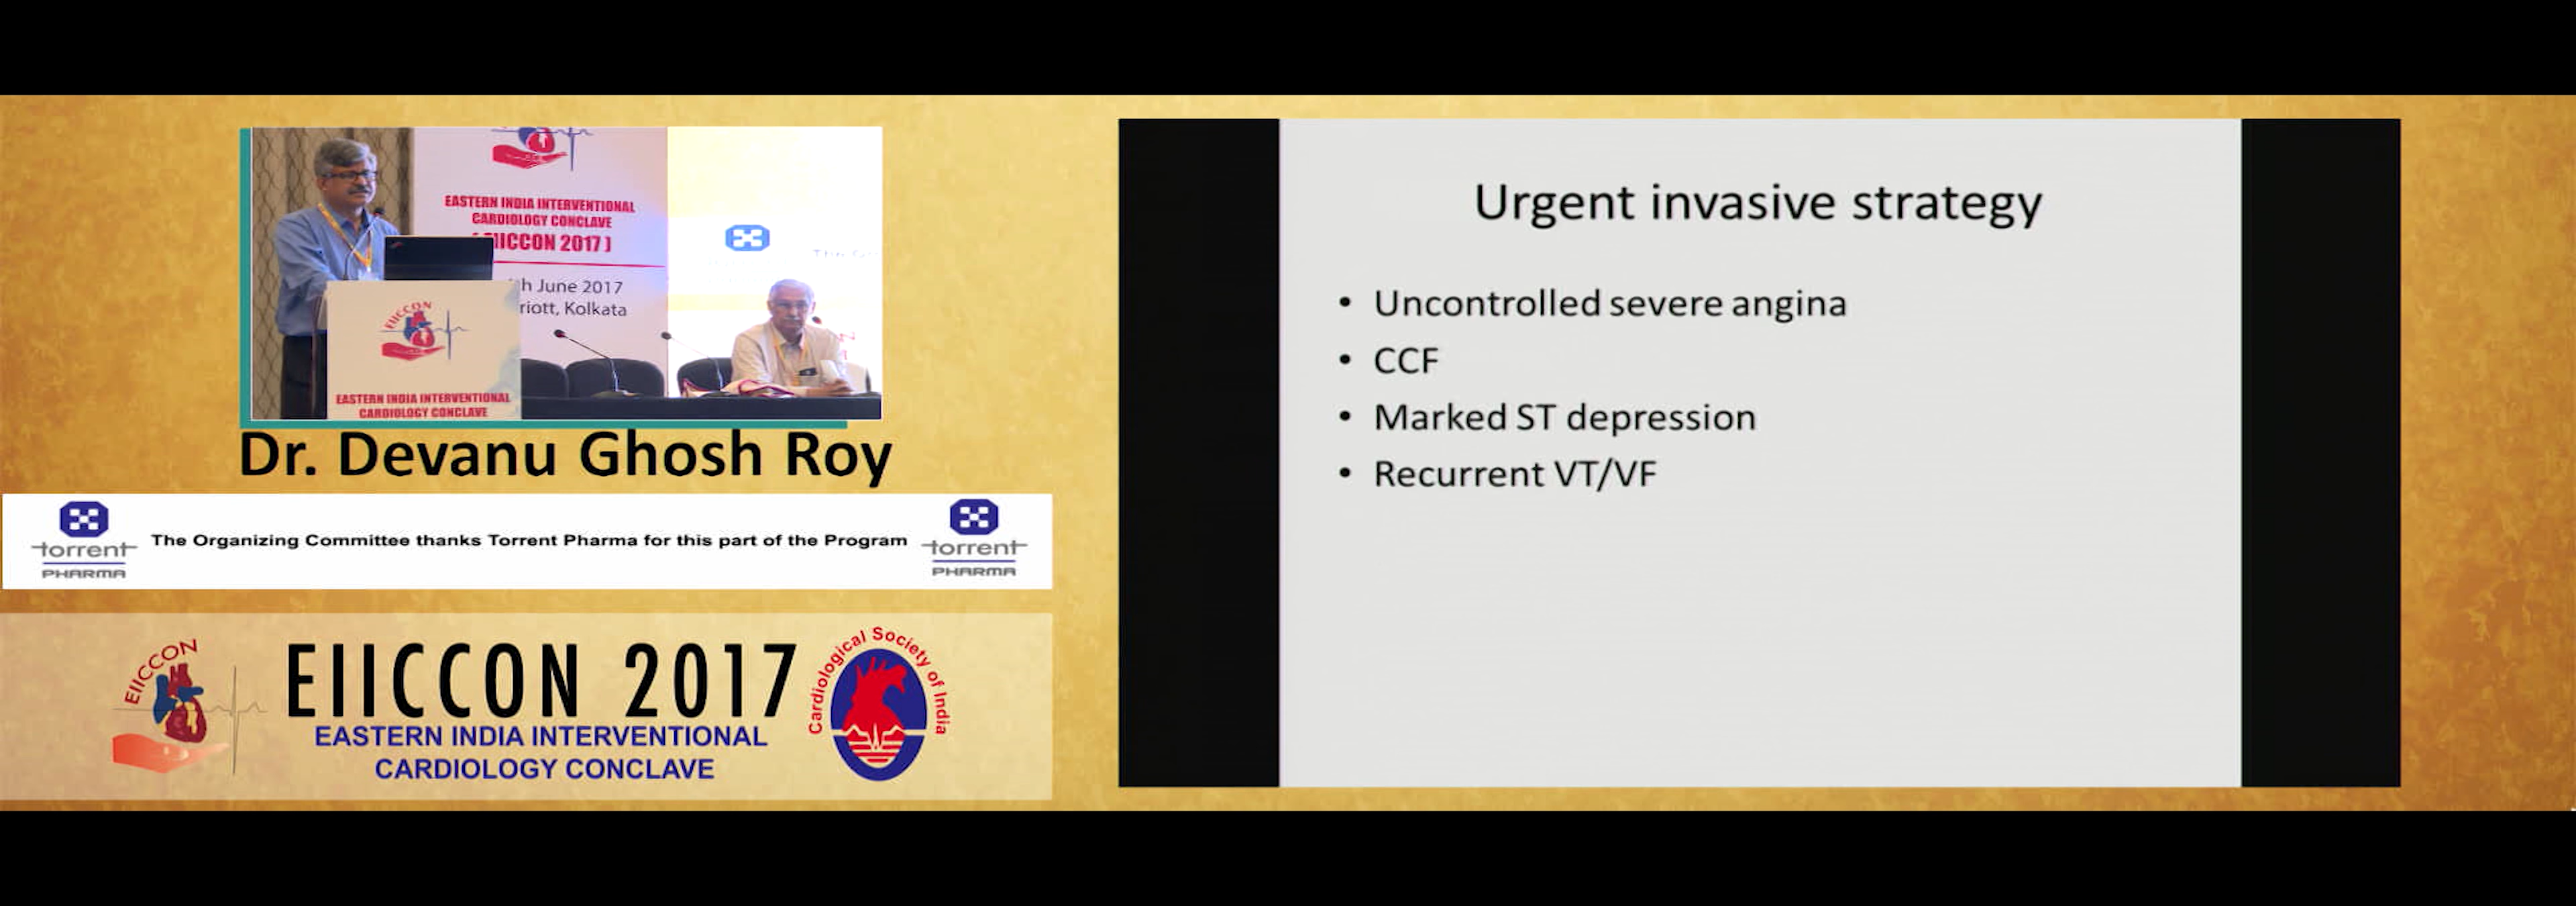 EASTERN INDIA INTERVENTIONAL
CARDIOLOGY CONCLAVE
IICCON 2017 ]
h June 2017
riott, Kolkata
EIICCON
EASTERN INDIA INTERVENTIONAL
CARDIOLOGY CONCLAVE
Dr. Devanu Ghosh Roy
torrent
PHARMA
The Organizing Committee thanks Torrent Pharma for this part of the Program
torrent
PHARMA
EIICCON
EIICCON 2017
EASTERN INDIA INTERVENTIONAL
CARDIOLOGY CONCLAVE
Cardiological Society of India
Urgent invasive strategy
• Uncontrolled severe angina
• CCF
• Marked ST depression
• Recurrent VT/VF